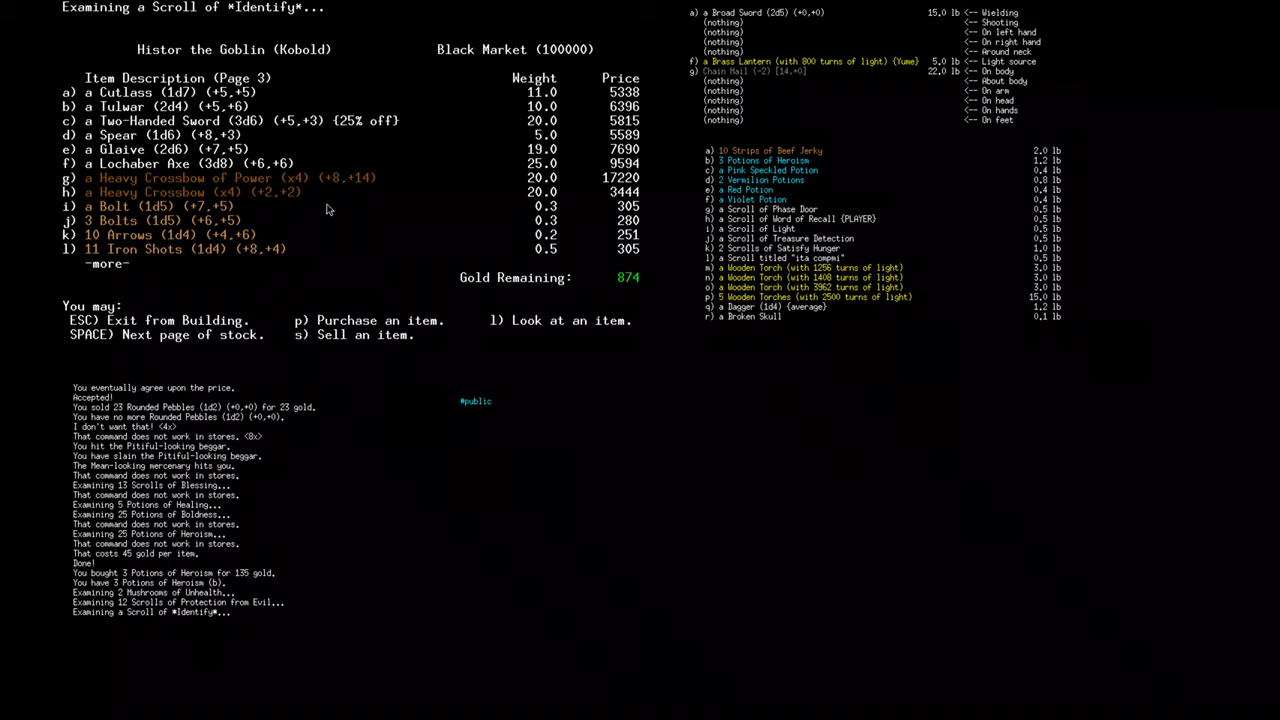 Examining a Scroll of *Identify*...
Histor the Goblin (Kobold) Black Market (100000)
Item Description (Page 3) Weight Price
a) a Cutlass (1d7) (+5,+5) 11.0 5338
b) a Tulwar (2d4) (+5,+6) 10.0 6396
c) a Two-Handed Sword (3d6) (+5,+3) {25% off} 20.0 5815
d) a Spear (1d6) (+8,+3) 5.0 5589
e) a Glaive (2d6) (+7,+5) 19.0 7690
f) a Lochaber Axe (3d8) (+6,+6) 25.0 9594
g) a Heavy Crossbow of Power (x4) (+8,+14) 20.0 17220
h) a Heavy Crossbow (x4) (+2,+2) 20.0 3444
i) a Bolt (1d5) (+7,+5) 0.3 305
j) 3 Bolts (1d5) (+6,+5) 0.3 280
k) 10 Arrows (1d4) (+4,+6) 0.2 251
l) 11 Iron Shots (1d4) (+8,+4) 0.5 305
-more-
Gold Remaining: 874
You may:
ESC) Exit from Building. p) Purchase an item. l) Look at an item.
SPACE) Next page of stock. s) Sell an item.
You eventually agree upon the price.
Accepted!
You sold 23 Rounded Pebbles (1d2) (+0,+0) for 23 gold.
You have no more Rounded Pebbles (1d2) (+0,+0).
I don't want that! <4x>
That command does not work in stores. <8x>
You hit the Pitiful-looking beggar.
You have slain the Pitiful-looking beggar.
The Mean-looking mercenary hits you.
That command does not work in stores.
Examining 13 Scrolls of Blessing...
That command does not work in stores.
Examining 5 Potions of Healing...
Examining 25 Potions of Boldness...
That command does not work in stores.
Examining 25 Potions of Heroism...
That command does not work in stores.
That costs 45 gold per item.
Done!
You bought 3 Potions of Heroism for 135 gold.
You have 3 Potions of Heroism (b).
Examining 2 Mushrooms of Unhealth...
Examining 12 Scrolls of Protection from Evil...
Examining a Scroll of *Identify*...
#public
a) a Broad Sword (2d5) (+0,+0) 15.0 lb <-- Wielding
(nothing) <-- Shooting
(nothing) <-- On left hand
(nothing) <-- On right hand
(nothing) <-- Around neck
f) a Brass Lantern (with 800 turns of light) {Yume} 5.0 lb <-- Light source
g) Chain Mail (-2) [14,+0] 22.0 lb <-- On body
(nothing) <-- About body
(nothing) <-- On arm
(nothing) <-- On head
(nothing) <-- On hands
(nothing) <-- On feet
a) 10 Strips of Beef Jerky 2.0 lb
b) 3 Potions of Heroism 1.2 lb
c) a Pink Speckled Potion 0.4 lb
d) 2 Vermilion Potions 0.8 lb
e) a Red Potion 0.4 lb
f) a Violet Potion 0.4 lb
g) a Scroll of Phase Door 0.5 lb
h) a Scroll of Word of Recall {PLAYER} 0.5 lb
i) a Scroll of Light 0.5 lb
j) a Scroll of Treasure Detection 0.5 lb
k) 2 Scrolls of Satisfy Hunger 1.0 lb
l) a Scroll titled "ita compmi" 0.5 lb
m) a Wooden Torch (with 1256 turns of light) 3.0 lb
n) a Wooden Torch (with 1408 turns of light) 3.0 lb
o) a Wooden Torch (with 3962 turns of light) 3.0 lb
p) 5 Wooden Torches (with 2500 turns of light) 15.0 lb
q) a Dagger (1d4) {average} 1.2 lb
r) a Broken Skull 0.1 lb